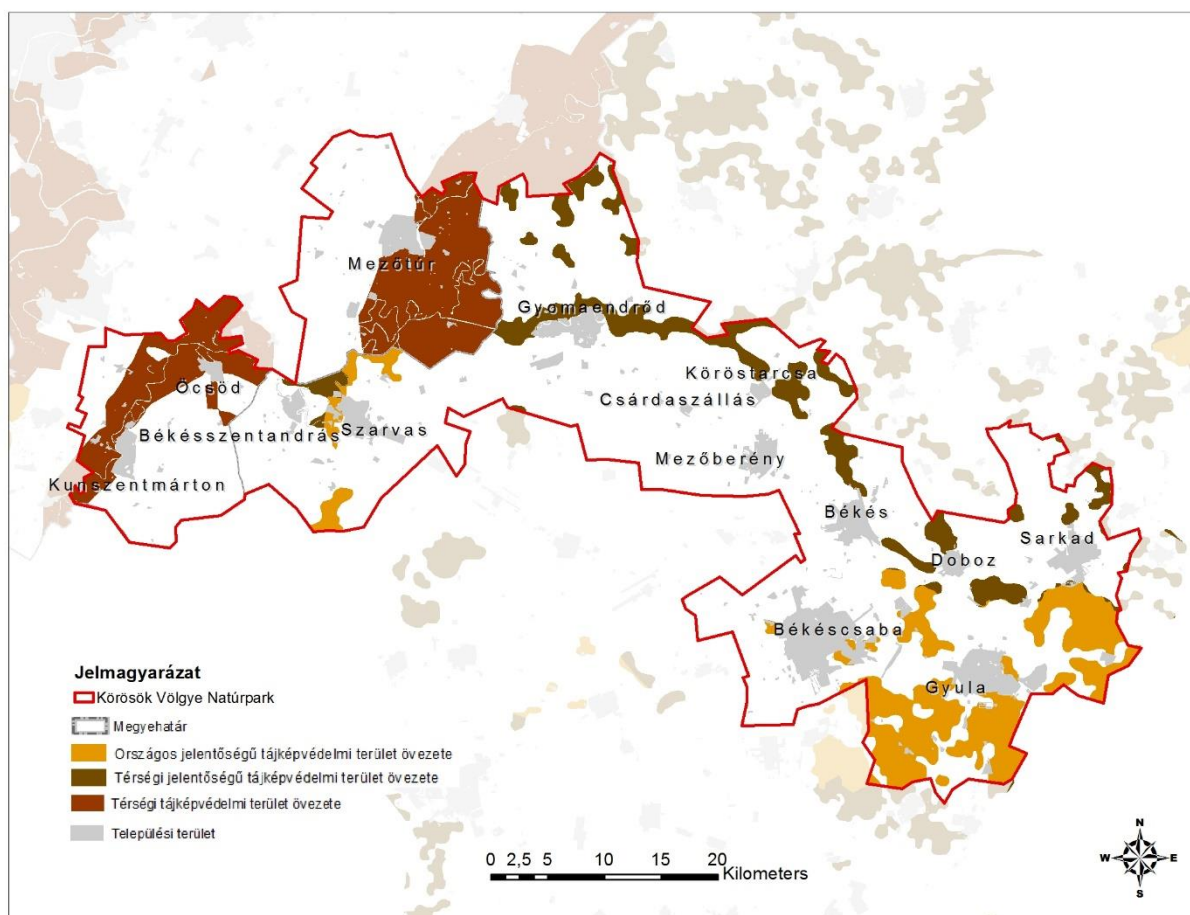 Mezőtúr
Gyomaendrőd
Öcsöd
Köröstarcsa
Csárdaszállás
Békésszentandrás
Szarvas
Mezőberény
Kunszentmárton
Békés
Sarkad
Doboz
Békéscsaba
Gyula
Jelmagyarázat
Körösök Völgye Natúrpark
Megyehatár
Országos jelentőségű tájképvédelmi terület övezete
Térségi jelentőségű tájképvédelmi terület övezete
Térségi tájképvédelmi terület övezete
Települési terület
0 2,5 5 10 15 20
Kilometers
N
W E
S